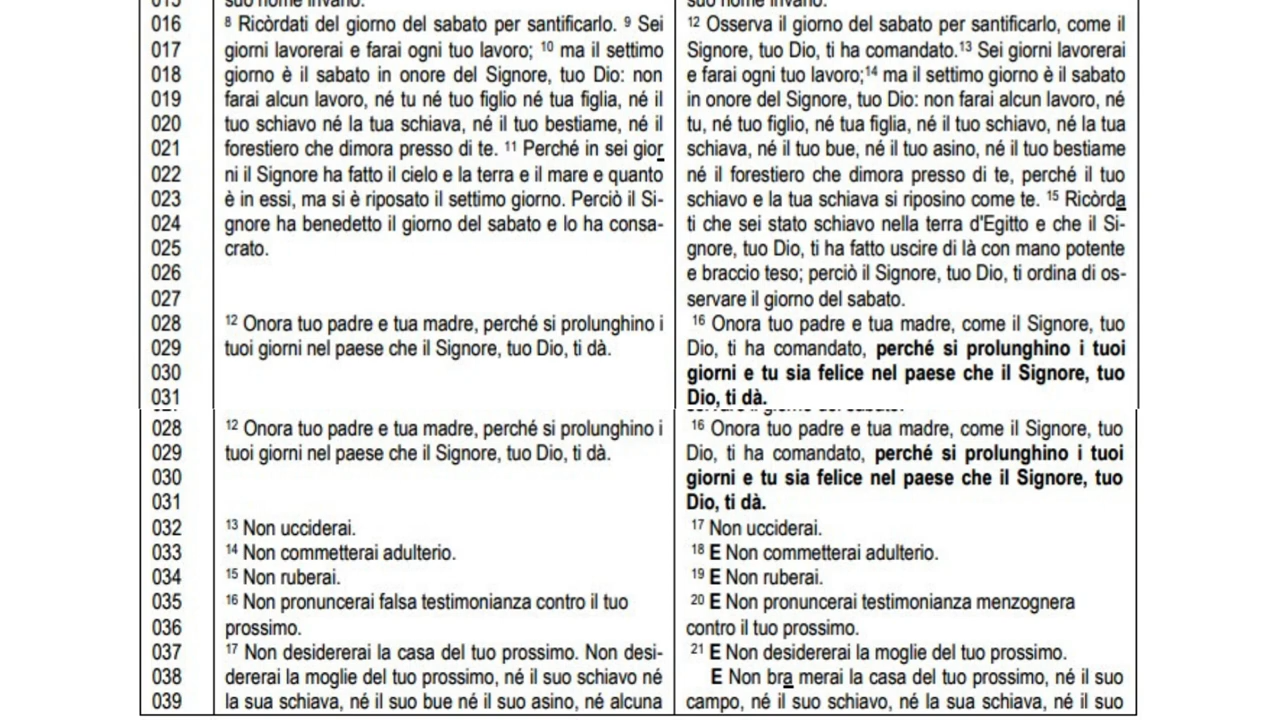 015
016
017
018
019
020
021
022
023
024
025
026
027
028
029
030
031
suo nome invano.
⁸ Ricòrdati del giorno del sabato per santificarlo. ⁹ Sei
giorni lavorerai e farai ogni tuo lavoro; ¹⁰ ma il settimo
giorno è il sabato in onore del Signore, tuo Dio: non
farai alcun lavoro, né tu né tuo figlio né tua figlia, né il
tuo schiavo né la tua schiava, né il tuo bestiame, né il
forestiero che dimora presso di te. ¹¹ Perché in sei gior
ni il Signore ha fatto il cielo e la terra e il mare e quanto
è in essi, ma si è riposato il settimo giorno. Perciò il Si-
gnore ha benedetto il giorno del sabato e lo ha consa-
crato.
¹² Onora tuo padre e tua madre, perché si prolunghino i
tuoi giorni nel paese che il Signore, tuo Dio, ti dà.
suo nome invano.
¹² Osserva il giorno del sabato per santificarlo, come il
Signore, tuo Dio, ti ha comandato.¹³ Sei giorni lavorerai
e farai ogni tuo lavoro;¹⁴ ma il settimo giorno è il sabato
in onore del Signore, tuo Dio: non farai alcun lavoro, né
tu, né tuo figlio, né tua figlia, né il tuo schiavo, né la tua
schiava, né il tuo bue, né il tuo asino, né il tuo bestiame
né il forestiero che dimora presso di te, perché il tuo
schiavo e la tua schiava si riposino come te. ¹⁵ Ricòrda
ti che sei stato schiavo nella terra d'Egitto e che il Si-
gnore, tuo Dio, ti ha fatto uscire di là con mano potente
e braccio teso; perciò il Signore, tuo Dio, ti ordina di os-
servare il giorno del sabato.
¹⁶ Onora tuo padre e tua madre, come il Signore, tuo
Dio, ti ha comandato, perché si prolunghino i tuoi
giorni e tu sia felice nel paese che il Signore, tuo
Dio, ti dà.
028
029
030
031
032
033
034
035
036
037
038
039
¹² Onora tuo padre e tua madre, perché si prolunghino i
tuoi giorni nel paese che il Signore, tuo Dio, ti dà.
¹³ Non ucciderai.
¹⁴ Non commetterai adulterio.
¹⁵ Non ruberai.
¹⁶ Non pronuncerai falsa testimonianza contro il tuo
prossimo.
¹⁷ Non desidererai la casa del tuo prossimo. Non desi-
dererai la moglie del tuo prossimo, né il suo schiavo né
la sua schiava, né il suo bue né il suo asino, né alcuna
¹⁶ Onora tuo padre e tua madre, come il Signore, tuo
Dio, ti ha comandato, perché si prolunghino i tuoi
giorni e tu sia felice nel paese che il Signore, tuo
Dio, ti dà.
¹⁷ Non ucciderai.
¹⁸ E Non commetterai adulterio.
¹⁹ E Non ruberai.
²⁰ E Non pronuncerai testimonianza menzognera
contro il tuo prossimo.
²¹ E Non desidererai la moglie del tuo prossimo.
E Non bra merai la casa del tuo prossimo, né il suo
campo, né il suo schiavo, né la sua schiava, né il suo